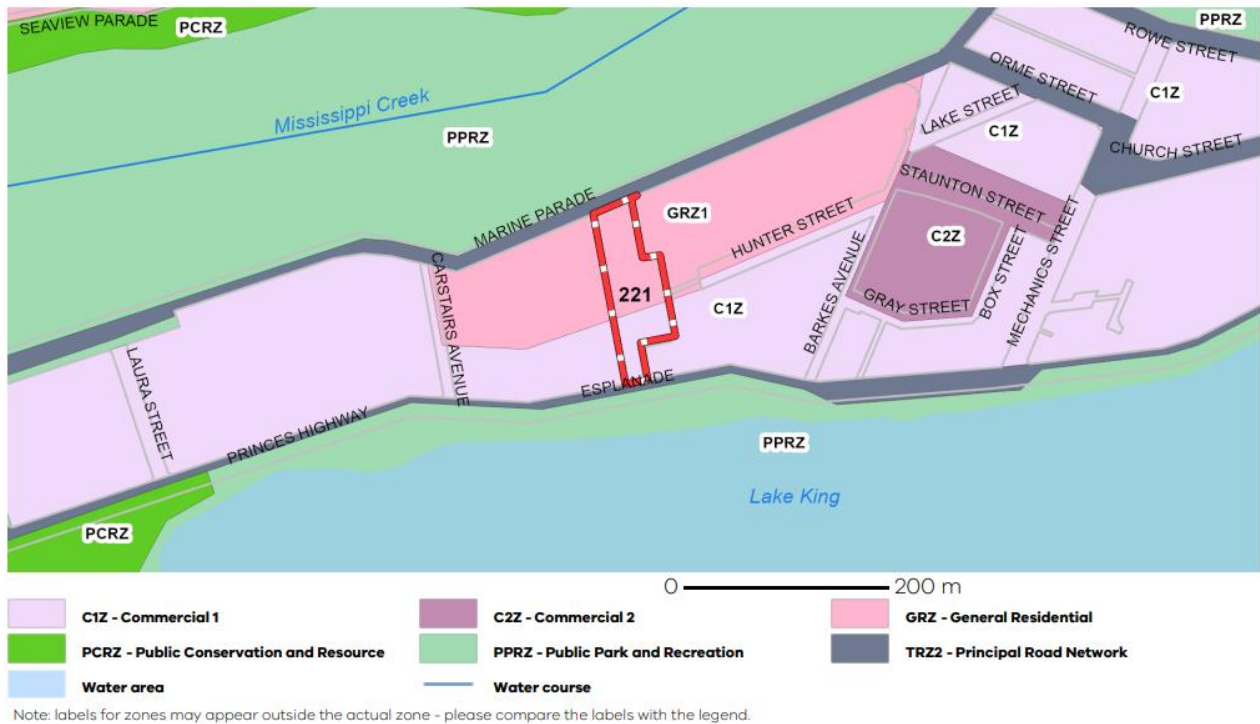 SEAVIEW PARADE
PCRZ
PPRZ
ROWE STREET
ORME STREET
C1Z
Mississippi Creek
PPRZ
LAKE STREET
C1Z
CHURCH STREET
STAUNTON STREET
MARINE PARADE
GRZ1
HUNTER STREET
C2Z
CARSTAIRS AVENUE
221
C1Z
BARKES AVENUE
GRAY STREET
BOX STREET
MECHANICS STREET
LAURA STREET
ESPLANADE
PRINCES HIGHWAY
PPRZ
Lake King
PCRZ
0 200 m
C1Z - Commercial 1
C2Z - Commercial 2
GRZ - General Residential
PCRZ - Public Conservation and Resource
PPRZ - Public Park and Recreation
TRZ2 - Principal Road Network
Water area
Water course
Note: labels for zones may appear outside the actual zone - please compare the labels with the legend.